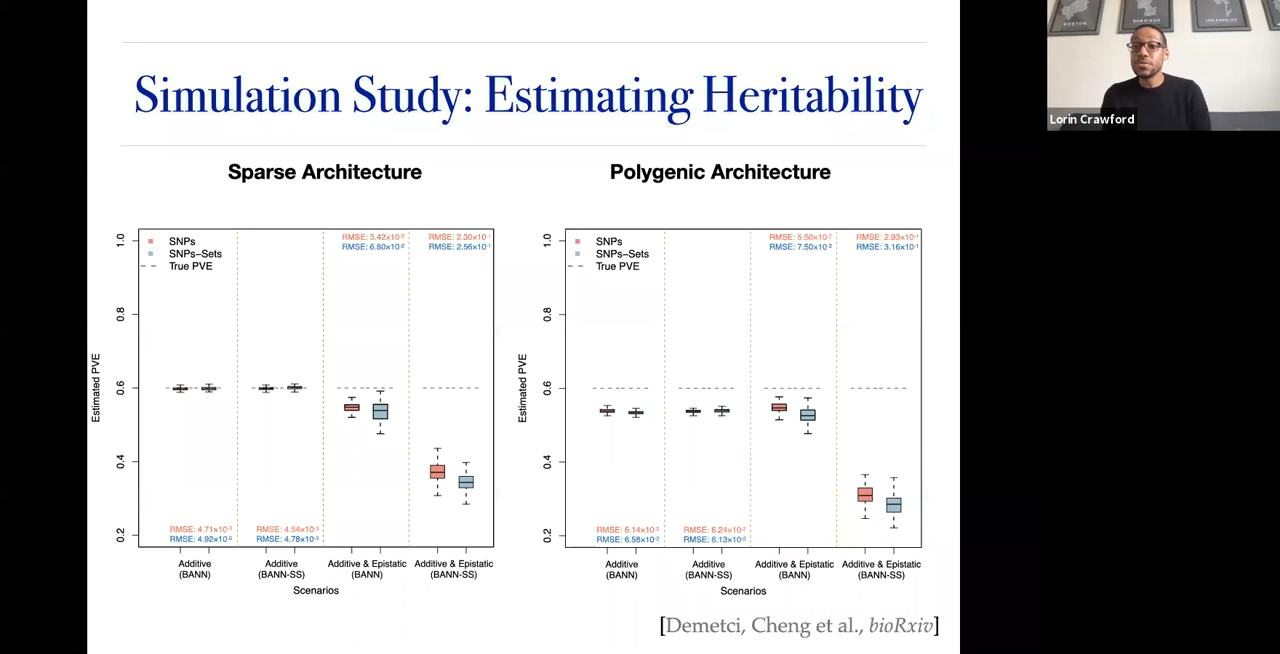 BOSTON
SAN DIEGO
LOS ANGELES
Lorin Crawford
Simulation Study: Estimating Heritability
Sparse Architecture
SNPs
SNPs-Sets
True PVE
RMSE: 5.42×10⁻²
RMSE: 6.80×10⁻²
RMSE: 2.30×10⁻¹
RMSE: 2.56×10⁻¹
Estimated PVE
1.0
0.8
0.6
0.4
0.2
RMSE: 4.71×10⁻³
RMSE: 4.92×10⁻³
RMSE: 4.54×10⁻³
RMSE: 4.78×10⁻³
Additive
(BANN)
Additive
(BANN-SS)
Additive & Epistatic
(BANN)
Additive & Epistatic
(BANN-SS)
Scenarios
Polygenic Architecture
SNPs
SNPs-Sets
True PVE
RMSE: 5.50×10⁻²
RMSE: 7.50×10⁻²
RMSE: 2.93×10⁻¹
RMSE: 3.16×10⁻¹
Estimated PVE
1.0
0.8
0.6
0.4
0.2
RMSE: 6.14×10⁻²
RMSE: 6.58×10⁻²
RMSE: 6.24×10⁻²
RMSE: 6.13×10⁻²
Additive
(BANN)
Additive
(BANN-SS)
Additive & Epistatic
(BANN)
Additive & Epistatic
(BANN-SS)
Scenarios
[Demetci, Cheng et al., bioRxiv]